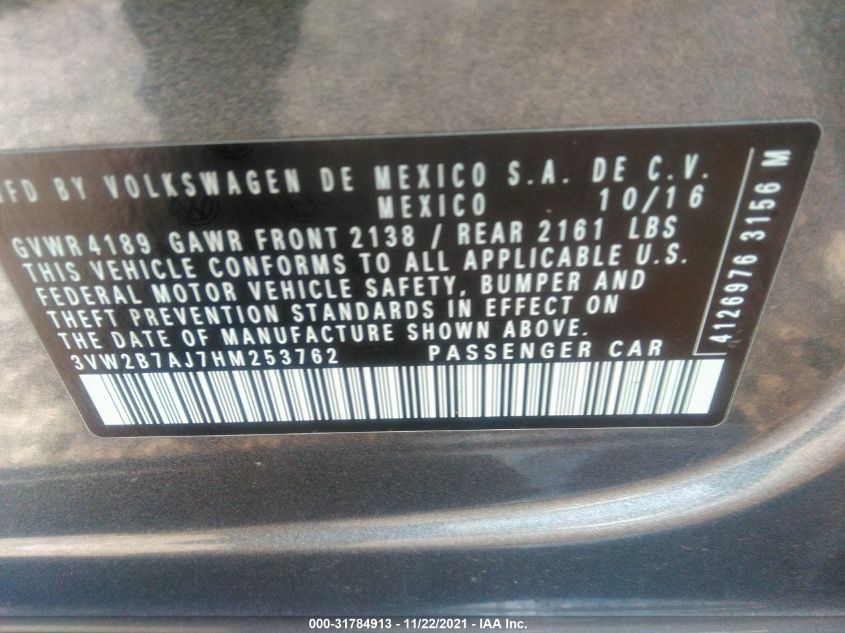 MFD BY VOLKSWAGEN DE MEXICO S.A. DE C.V.
MEXICO 10/16
GVWR 4189 GAWR FRONT 2138 / REAR 2161 LBS
THIS VEHICLE CONFORMS TO ALL APPLICABLE U.S.
FEDERAL MOTOR VEHICLE SAFETY, BUMPER AND
THEFT PREVENTION STANDARDS IN EFFECT ON
THE DATE OF MANUFACTURE SHOWN ABOVE.
3VW2B7AJ7HM253762 PASSENGER CAR
4126976 3156 M
000-31784913 - 11/22/2021 - IAA Inc.